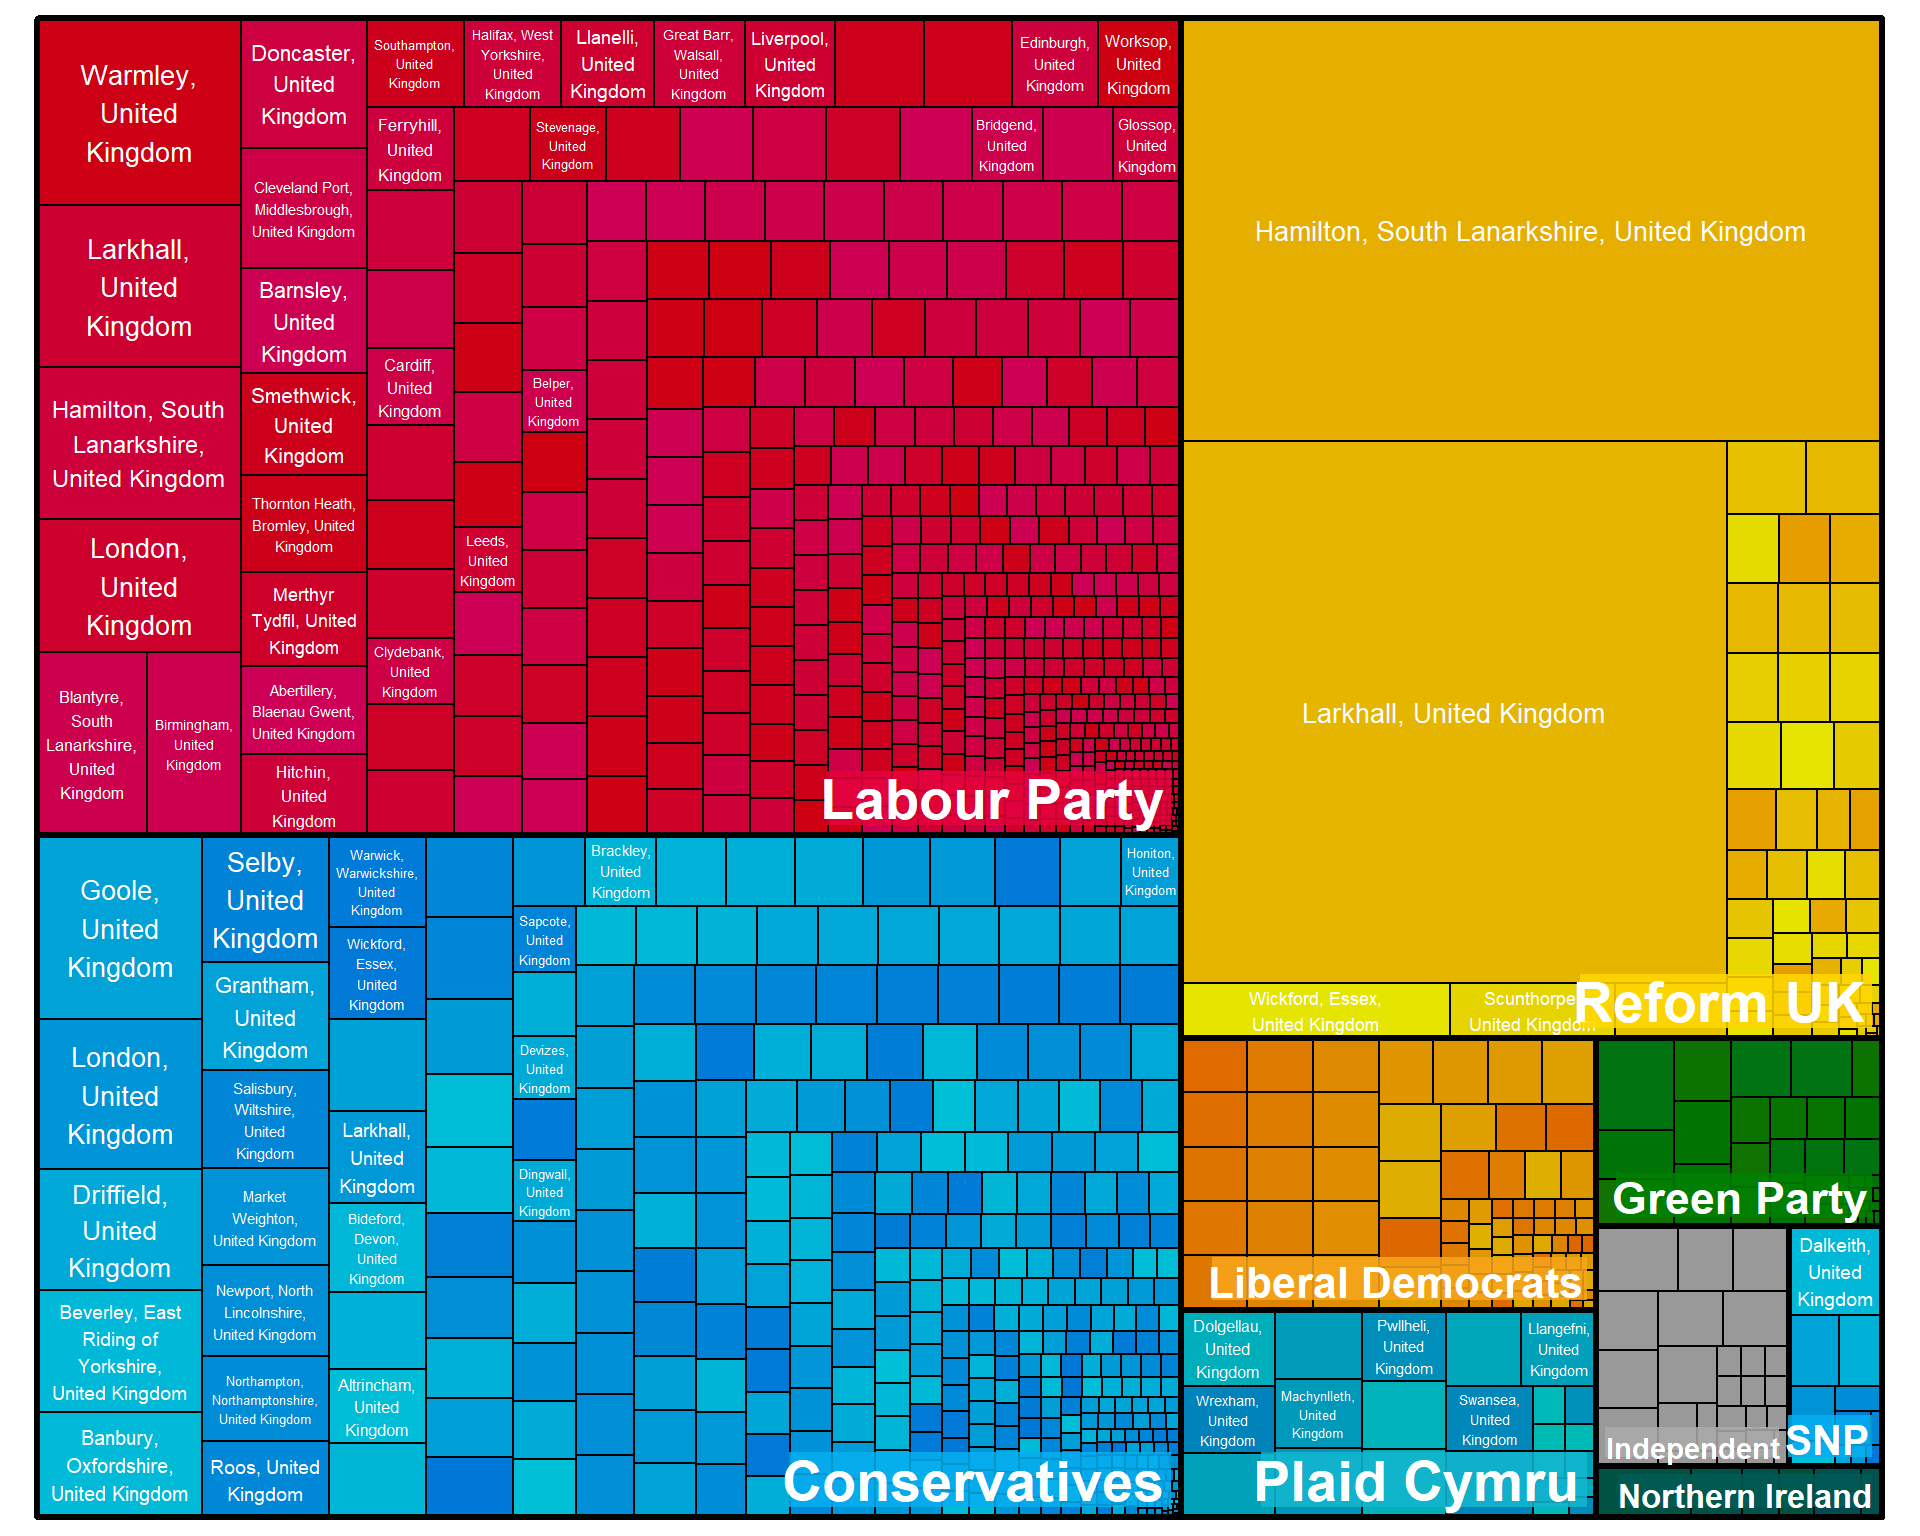 Warmley,
United
Kingdom
Larkhall,
United
Kingdom
Hamilton, South
Lanarkshire,
United Kingdom
London,
United
Kingdom
Blantyre,
South
Lanarkshire,
United
Kingdom
Birmingham,
United
Kingdom
Doncaster,
United
Kingdom
Cleveland Port,
Middlesbrough,
United Kingdom
Barnsley,
United
Kingdom
Smethwick,
United
Kingdom
Thornton Heath,
Bromley, United
Kingdom
Merthyr
Tydfil, United
Kingdom
Abertillery,
Blaenau Gwent,
United Kingdom
Hitchin,
United
Kingdom
Southampton,
United
Kingdom
Halifax, West
Yorkshire,
United
Kingdom
Llanelli,
United
Kingdom
Great Barr,
Walsall,
United
Kingdom
Liverpool,
United
Kingdom
Edinburgh,
United
Kingdom
Worksop,
United
Kingdom
Ferryhill,
United
Kingdom
Stevenage,
United
Kingdom
Bridgend,
United
Kingdom
Glossop,
United
Kingdom
Cardiff,
United
Kingdom
Belper,
United
Kingdom
Leeds,
United
Kingdom
Clydebank,
United
Kingdom
Labour Party
Hamilton, South Lanarkshire, United Kingdom
Larkhall, United Kingdom
Wickford, Essex,
United Kingdom
Scunthorpe
United Kingdom
Reform UK
Goole,
United
Kingdom
London,
United
Kingdom
Driffield,
United
Kingdom
Beverley, East
Riding of
Yorkshire,
United Kingdom
Banbury,
Oxfordshire,
United Kingdom
Selby,
United
Kingdom
Grantham,
United
Kingdom
Salisbury,
Wiltshire,
United
Kingdom
Market
Weighton,
United Kingdom
Newport, North
Lincolnshire,
United Kingdom
Northampton,
Northamptonshire,
United Kingdom
Roos, United
Kingdom
Warwick,
Warwickshire,
United
Kingdom
Wickford,
Essex,
United
Kingdom
Larkhall,
United
Kingdom
Bideford,
Devon,
United
Kingdom
Altrincham,
United
Kingdom
Brackley,
United
Kingdom
Honiton,
United
Kingdom
Sapcote,
United
Kingdom
Devizes,
United
Kingdom
Dingwall,
United
Kingdom
Conservatives
Liberal Democrats
Green Party
Dolgellau,
United
Kingdom
Pwllheli,
United
Kingdom
Llangefni,
United
Kingdom
Wrexham,
United
Kingdom
Machynlleth,
United
Kingdom
Swansea,
United
Kingdom
Plaid Cymru
Independent
Dalkeith,
United
Kingdom
SNP
Northern Ireland